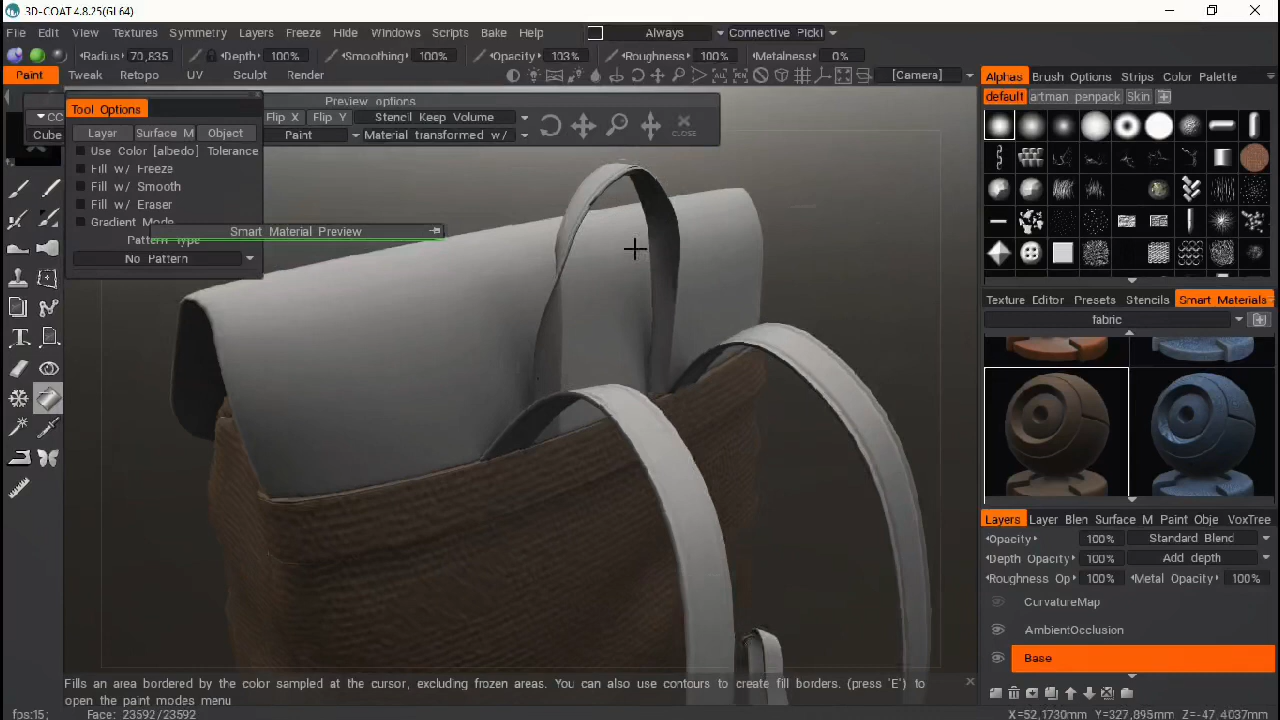 3D-COAT 4.8.25(GL64)
File Edit View Textures Symmetry Layers Freeze Hide Windows Scripts Bake Help Always Connective Picki
Radius 70,835 Depth 100% Smoothing 100% Opacity 103% Roughness 100% Metalness 0%
Paint Tweak Retopo UV Sculpt Render [Camera]
Alphas Brush Options Strips Color Palette
default artman penpack Skin
Preview options
Tool Options
CC Flip X Flip Y Stencil Keep Volume
Cube Paint Material transformed w/ CLOSE
Layer Surface M Object
Use Color [albedo] Tolerance
Fill w/ Freeze
Fill w/ Smooth
Fill w/ Eraser
Gradient Mode
Smart Material Preview
Pattern Type
No Pattern
Texture Editor Presets Stencils Smart Materials
fabric
Layers Layer Blen Surface M Paint Obje VoxTree
Opacity 100% Standard Blend
Depth Opacity 100% Add depth
Roughness Op 100% Metal Opacity 100%
CurvatureMap
AmbientOcclusion
Base
Fills an area bordered by the color sampled at the cursor, excluding frozen areas. You can also use contours to create fill borders. (press 'E') to
open the paint modes menu
fps:15; Face: 23592/23592 X=52,1730mm Y=327,895mm Z=-47,4037mm